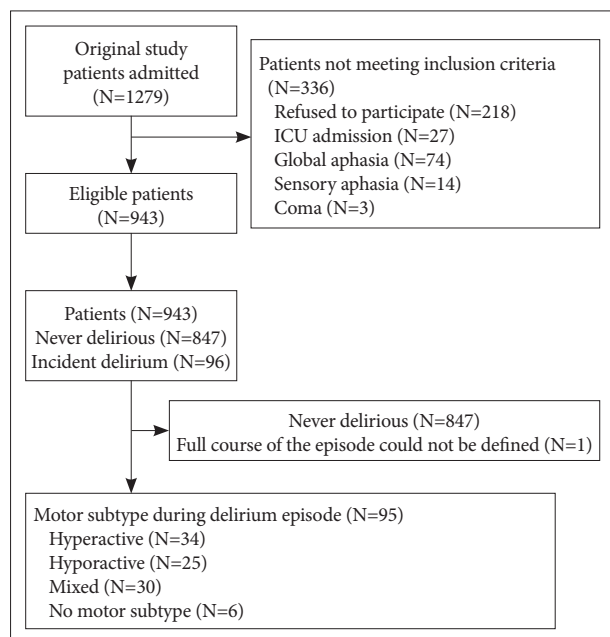 Original study
patients admitted
(N=1279)
Patients not meeting inclusion criteria
(N=336)
Refused to participate (N=218)
ICU admission (N=27)
Global aphasia (N=74)
Sensory aphasia (N=14)
Coma (N=3)
Eligible patients
(N=943)
Patients (N=943)
Never delirious (N=847)
Incident delirium (N=96)
Never delirious (N=847)
Full course of the episode could not be defined (N=1)
Motor subtype during delirium episode (N=95)
Hyperactive (N=34)
Hyporactive (N=25)
Mixed (N=30)
No motor subtype (N=6)